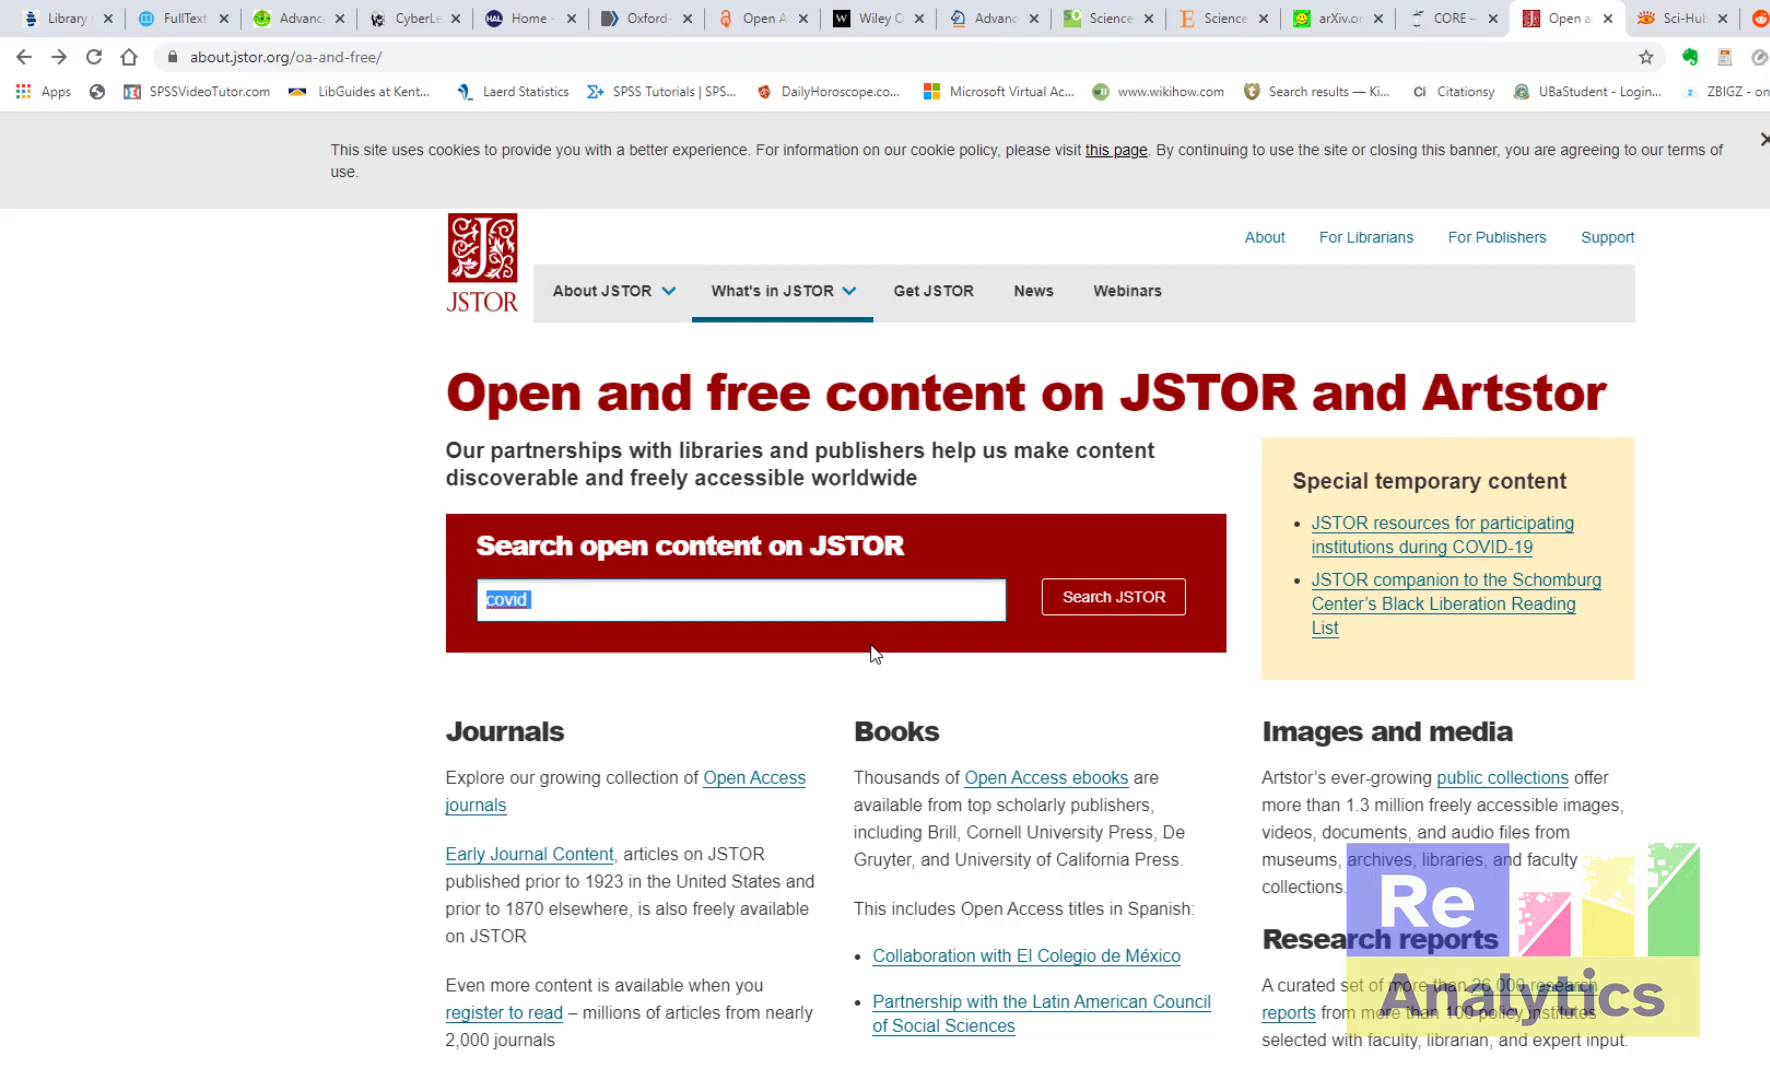 Library
FullText
Advanc
CyberLe
HAL
Home -
Oxford-
Open A
W
Wiley O
Advanc
Science
E
Science
arXiv.or
CORE –
Open a
Sci-Hub
about.jstor.org/oa-and-free/
Apps
SPSSVideoTutor.com
LibGuides at Kent...
Laerd Statistics
SPSS Tutorials | SPS...
DailyHoroscope.co...
Microsoft Virtual Ac...
www.wikihow.com
Search results — Ki...
Ci
Citationsy
UBaStudent - Login...
z
ZBIGZ - on
This site uses cookies to provide you with a better experience. For information on our cookie policy, please visit this page. By continuing to use the site or closing this banner, you are agreeing to our terms of
use.
JSTOR
About
For Librarians
For Publishers
Support
About JSTOR
What's in JSTOR
Get JSTOR
News
Webinars
Open and free content on JSTOR and Artstor
Our partnerships with libraries and publishers help us make content
discoverable and freely accessible worldwide
Search open content on JSTOR
covid
Search JSTOR
Special temporary content
• JSTOR resources for participating
institutions during COVID-19
• JSTOR companion to the Schomburg
Center's Black Liberation Reading
List
Journals
Explore our growing collection of Open Access
journals
Early Journal Content, articles on JSTOR
published prior to 1923 in the United States and
prior to 1870 elsewhere, is also freely available
on JSTOR
Even more content is available when you
register to read – millions of articles from nearly
2,000 journals
Books
Thousands of Open Access ebooks are
available from top scholarly publishers,
including Brill, Cornell University Press, De
Gruyter, and University of California Press.
This includes Open Access titles in Spanish:
• Collaboration with El Colegio de México
• Partnership with the Latin American Council
of Social Sciences
Images and media
Artstor's ever-growing public collections offer
more than 1.3 million freely accessible images,
videos, documents, and audio files from
museums, archives, libraries, and faculty
collections.
Research reports
A curated set of more than 26,000 research
reports from more than 100 policy institutes
selected with faculty, librarian, and expert input.
Re
Analytics